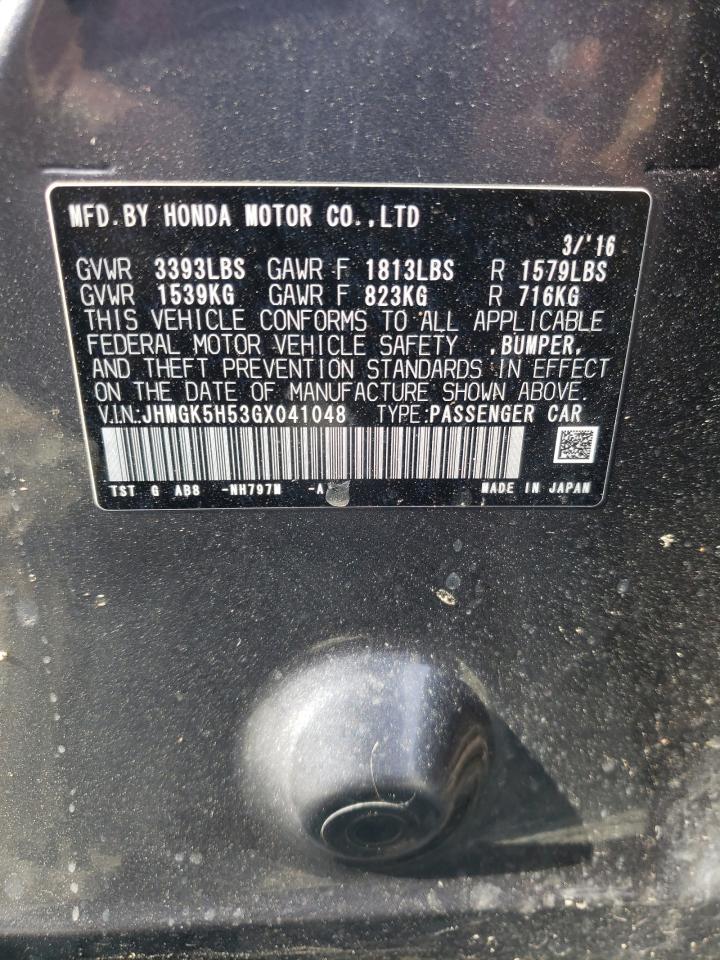 MFD.BY HONDA MOTOR CO.,LTD
3/'16
GVWR 3393LBS GAWR F 1813LBS R 1579LBS
GVWR 1539KG GAWR F 823KG R 716KG
THIS VEHICLE CONFORMS TO ALL APPLICABLE
FEDERAL MOTOR VEHICLE SAFETY ,BUMPER,
AND THEFT PREVENTION STANDARDS IN EFFECT
ON THE DATE OF MANUFACTURE SHOWN ABOVE.
V.I.N.:JHMGK5H53GX041048 TYPE:PASSENGER CAR
TST G AB8 -NH797M MADE IN JAPAN